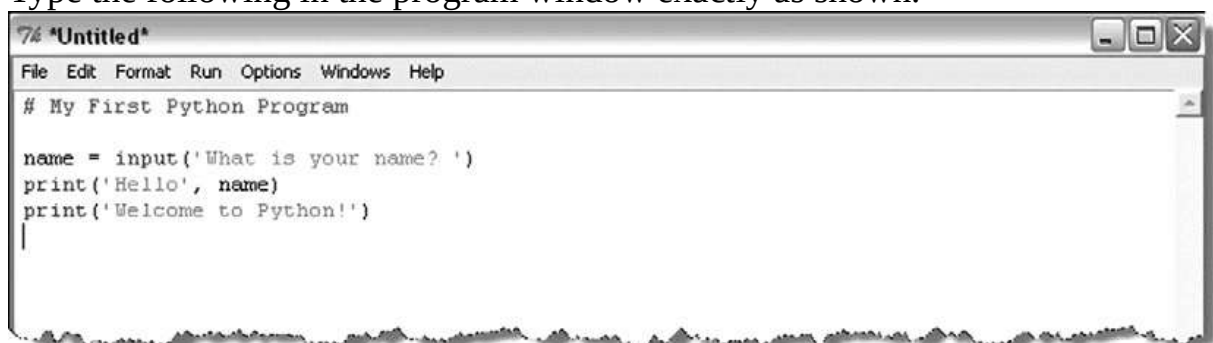 Type the following in the program window exactly as shown.
7% *Untitled*
File Edit Format Run Options Windows Help
# My First Python Program
name = input('What is your name? ')
print('Hello', name)
print('Welcome to Python!')